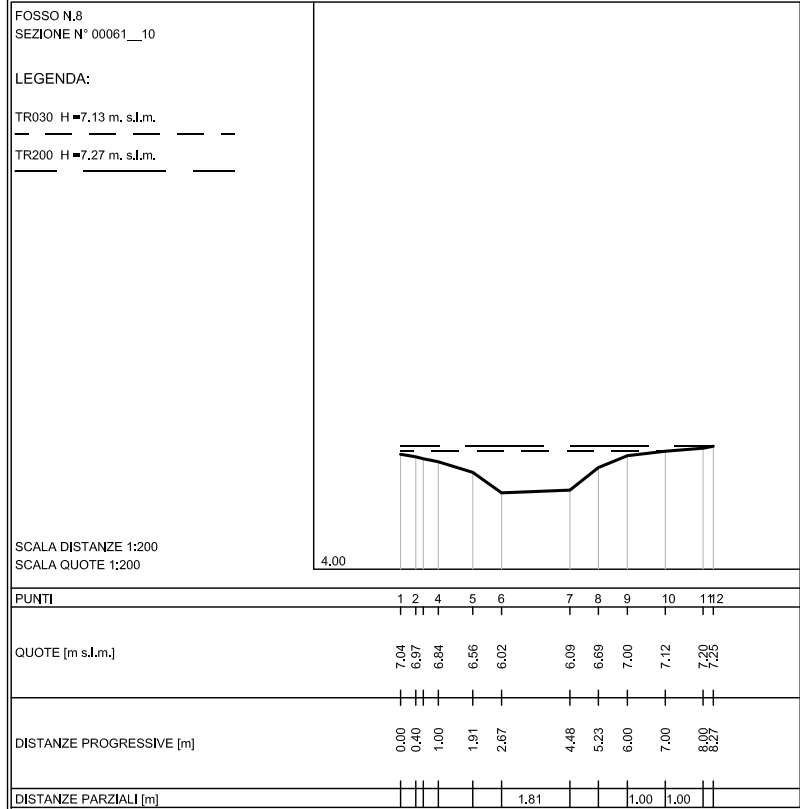 FOSSO N.8
SEZIONE N° 00061__10
LEGENDA:
TR030 H =7.13 m. s.l.m.
TR200 H =7.27 m. s.l.m.
SCALA DISTANZE 1:200
SCALA QUOTE 1:200
4.00
PUNTI 1 2 4 5 6 7 8 9 10 11 12
QUOTE [m s.l.m.] 7.04 6.97 6.84 6.56 6.02 6.09 6.69 7.00 7.12 7.20 7.25
DISTANZE PROGRESSIVE [m] 0.00 0.40 1.00 1.91 2.67 4.48 5.23 6.00 7.00 8.00 8.27
DISTANZE PARZIALI [m] 1.81 1.00 1.00